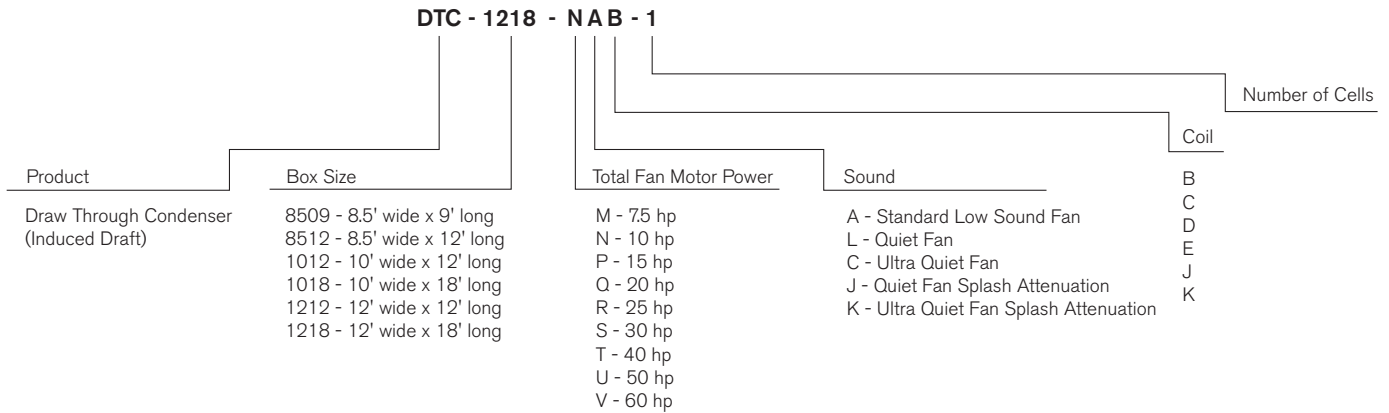 DTC - 1218 - N A B - 1
Number of Cells
Coil
B
C
D
E
J
K
Product
Draw Through Condenser
(Induced Draft)
Box Size
8509 - 8.5' wide x 9' long
8512 - 8.5' wide x 12' long
1012 - 10' wide x 12' long
1018 - 10' wide x 18' long
1212 - 12' wide x 12' long
1218 - 12' wide x 18' long
Total Fan Motor Power
M - 7.5 hp
N - 10 hp
P - 15 hp
Q - 20 hp
R - 25 hp
S - 30 hp
T - 40 hp
U - 50 hp
V - 60 hp
Sound
A - Standard Low Sound Fan
L - Quiet Fan
C - Ultra Quiet Fan
J - Quiet Fan Splash Attenuation
K - Ultra Quiet Fan Splash Attenuation